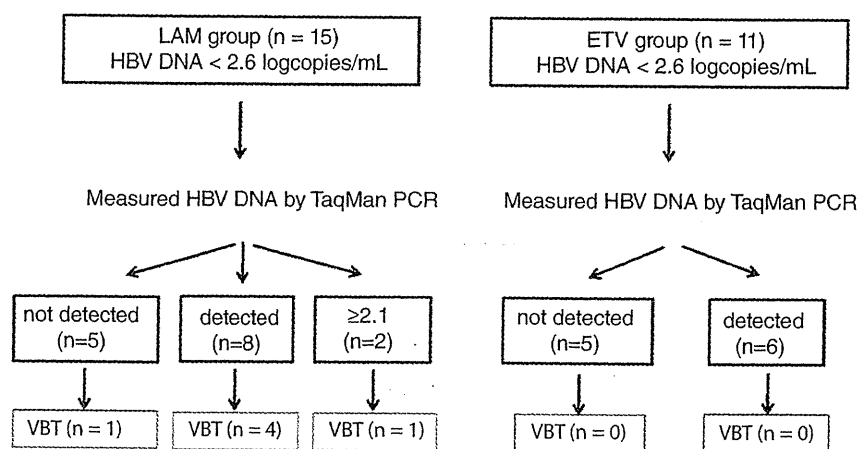 LAM group (n = 15)
HBV DNA < 2.6 logcopies/mL
ETV group (n = 11)
HBV DNA < 2.6 logcopies/mL
Measured HBV DNA by TaqMan PCR
Measured HBV DNA by TaqMan PCR
not detected
(n=5)
detected
(n=8)
≥2.1
(n=2)
not detected
(n=5)
detected
(n=6)
VBT (n = 1)
VBT (n = 4)
VBT (n = 1)
VBT (n = 0)
VBT (n = 0)